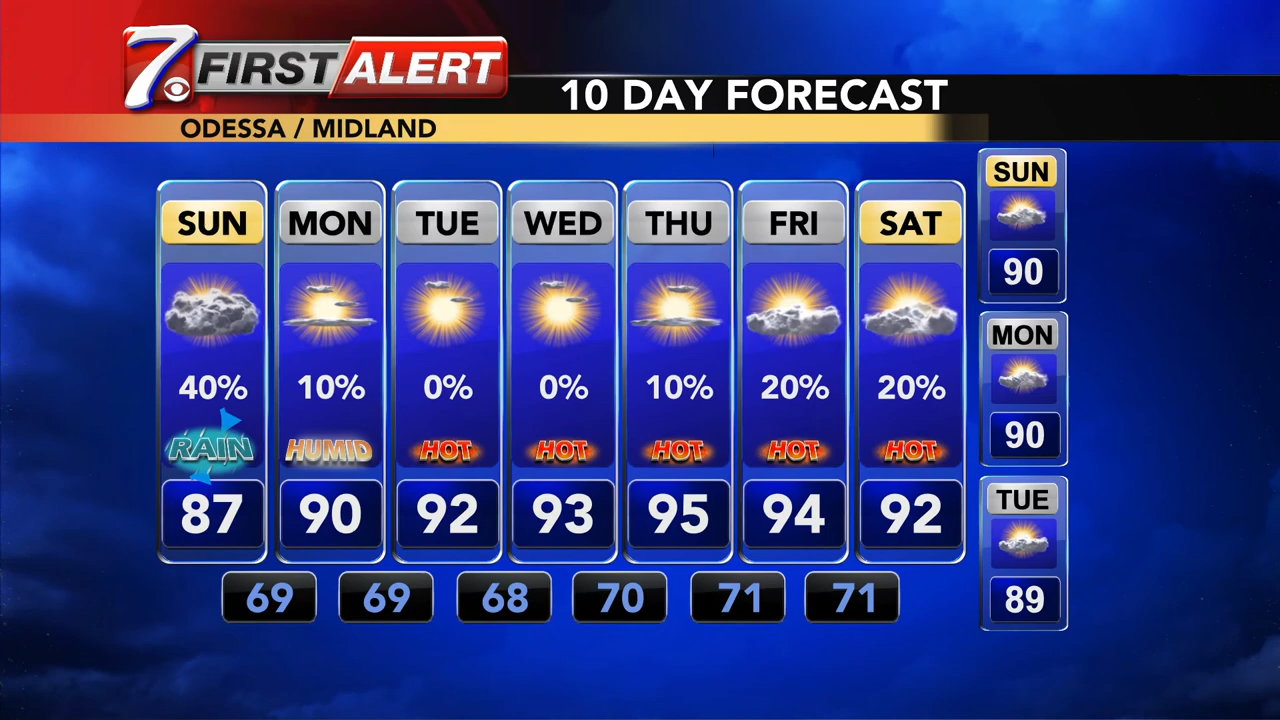 7 FIRST ALERT
10 DAY FORECAST
ODESSA / MIDLAND
SUN MON TUE WED THU FRI SAT
40% 10% 0% 0% 10% 20% 20%
RAIN HUMID HOT HOT HOT HOT HOT
87 90 92 93 95 94 92
69 69 68 70 71 71
SUN
90
MON
90
TUE
89